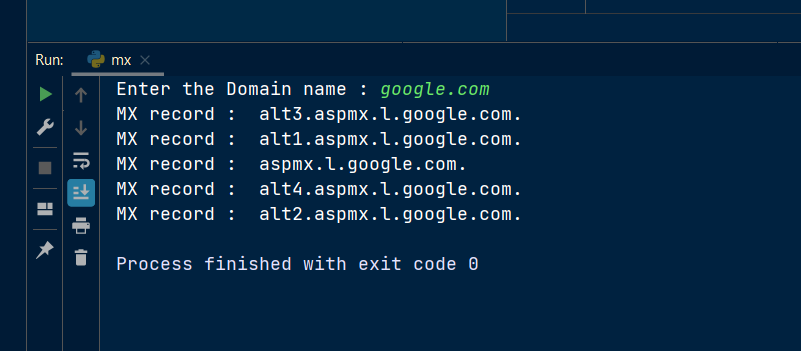 Run: mx
Enter the Domain name : google.com
MX record :  alt3.aspmx.l.google.com.
MX record :  alt1.aspmx.l.google.com.
MX record :  aspmx.l.google.com.
MX record :  alt4.aspmx.l.google.com.
MX record :  alt2.aspmx.l.google.com.
Process finished with exit code 0